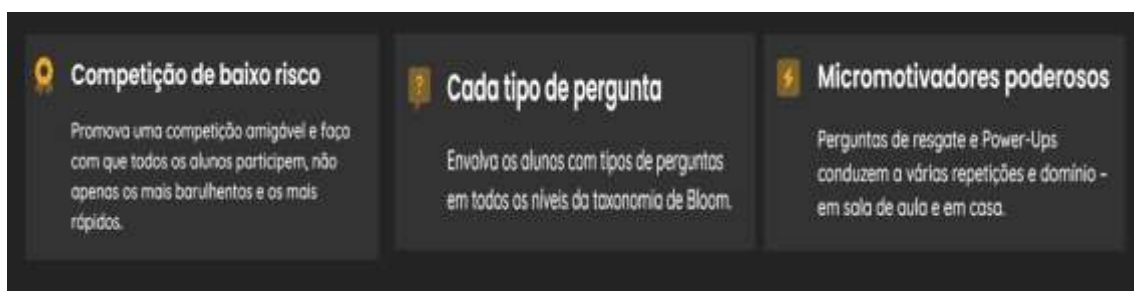 Competição de baixo risco
Promova uma competição amigável e faça
com que todos os alunos participem, não
apenas os mais barulhentos e os mais
rápidos.
Cada tipo de pergunta
Envolva os alunos com tipos de perguntas
em todos os níveis da taxonomia de Bloom.
Micromotivadores poderosos
Perguntas de resgate e Power-Ups
conduzem a várias repetições e domínio –
em sala de aula e em casa.